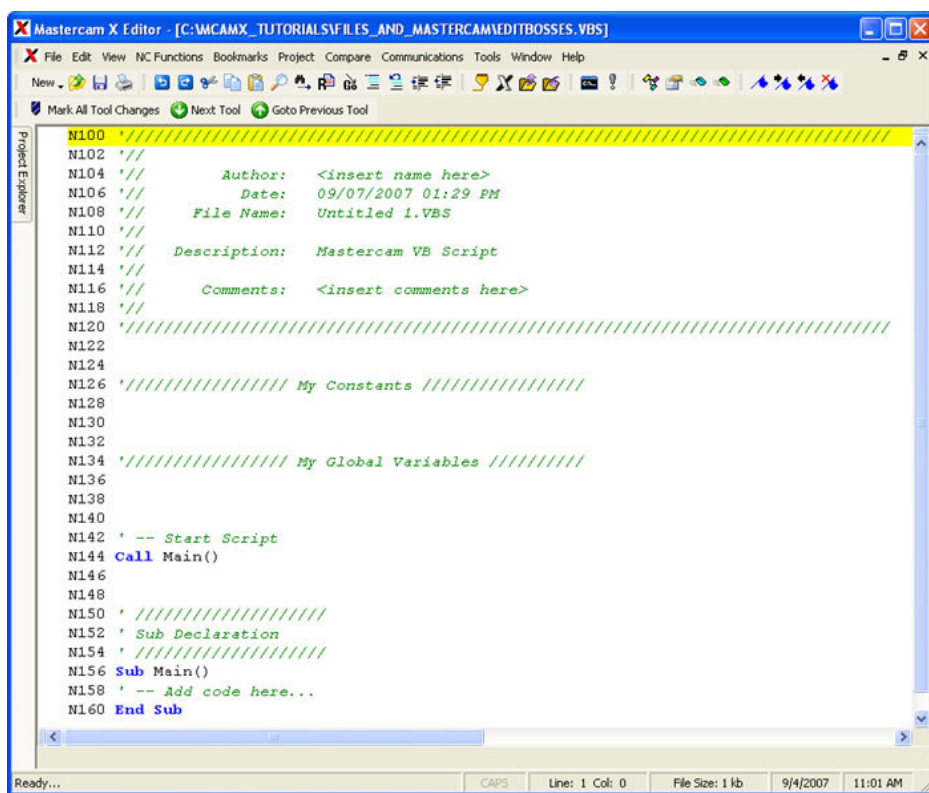 Mastercam X Editor - [C:\MCAMX_TUTORIALS\FILES_AND_MASTERCAM\EDITBOSSES.VBS]
File Edit View NC Functions Bookmarks Project Compare Communications Tools Window Help
New
Mark All Tool Changes Next Tool Goto Previous Tool
Project Explorer
N100 '////////////////////////////////////////////////////////////////////////////////
N102 '//
N104 '// Author: <insert name here>
N106 '// Date: 09/07/2007 01:29 PM
N108 '// File Name: Untitled 1.VBS
N110 '//
N112 '// Description: Mastercam VB Script
N114 '//
N116 '// Comments: <insert comments here>
N118 '//
N120 '////////////////////////////////////////////////////////////////////////////////
N122
N124
N126 '///////////////// My Constants /////////////////
N128
N130
N132
N134 '///////////////// My Global Variables //////////
N136
N138
N140
N142 ' -- Start Script
N144 Call Main()
N146
N148
N150 ' ////////////////////
N152 ' Sub Declaration
N154 ' ////////////////////
N156 Sub Main()
N158 ' -- Add code here...
N160 End Sub
Ready... CAPS Line: 1 Col: 0 File Size: 1 kb 9/4/2007 11:01 AM